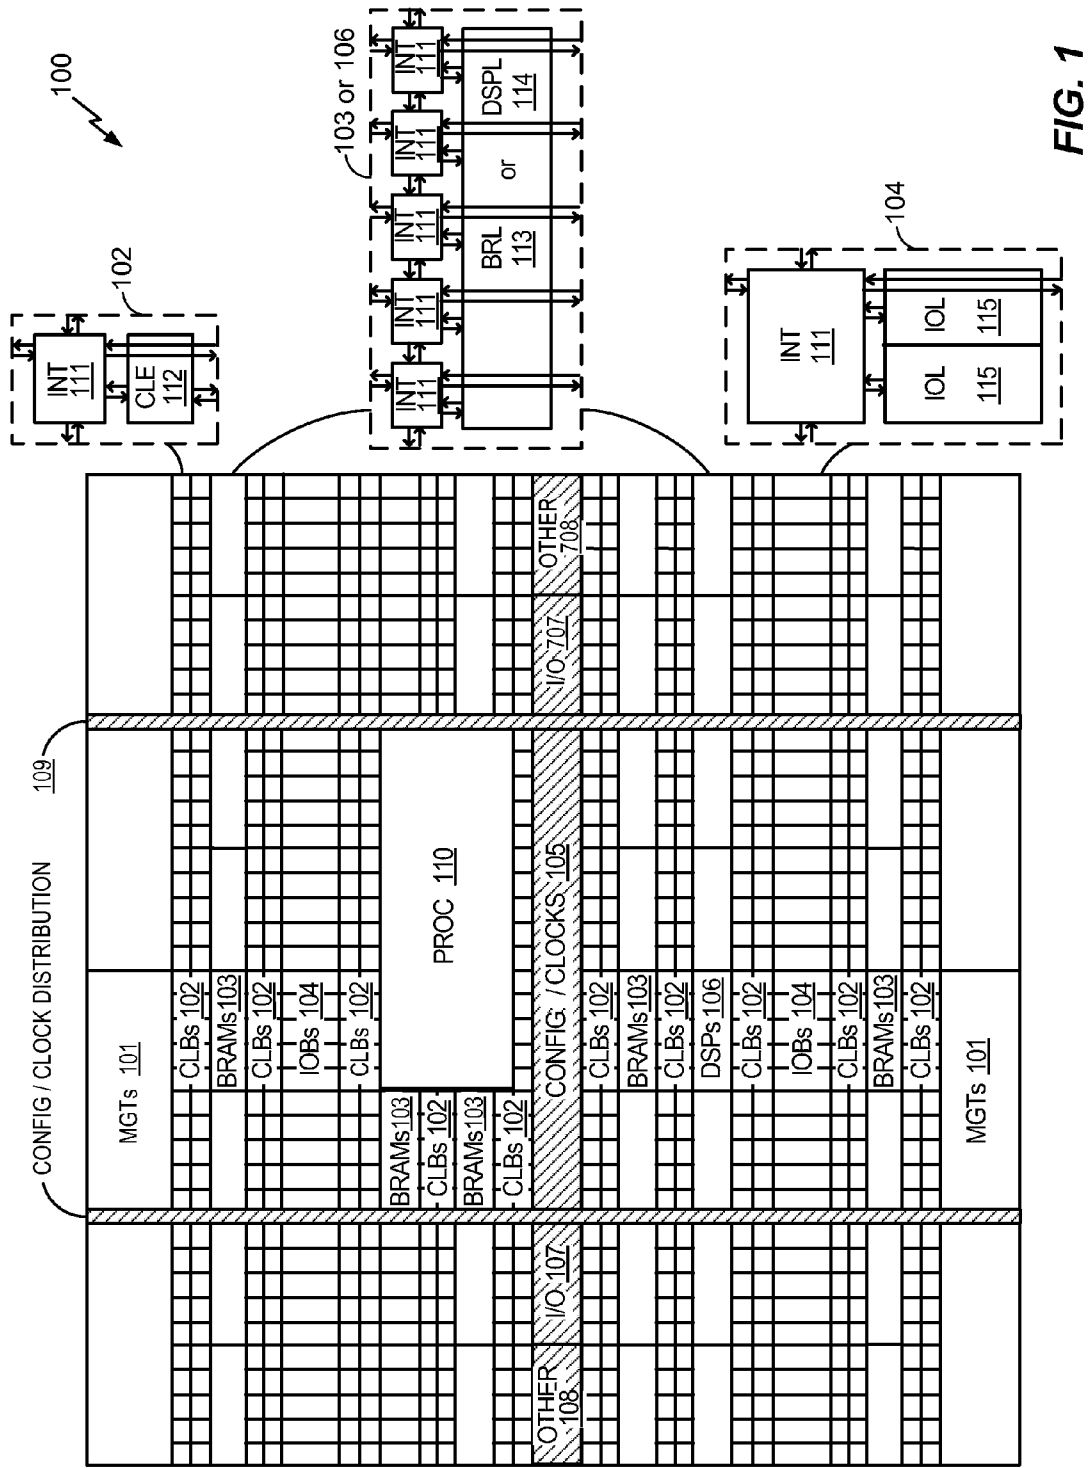 100
102
INT
111
CLE
112
103 or 106
INT
111
INT
111
INT
111
INT
111
INT
111
BRL
113
or
DSPL
114
104
INT
111
IOL
115
IOL
115
CONFIG / CLOCK DISTRIBUTION
109
MGTs 101
CLBs 102
BRAMs 103
CLBs 102
IOBs 104
CLBs 102
BRAMs 103
CLBs 102
BRAMs 103
CLBs 102
PROC 110
OTHER
108
I/O 107
CONFIG / CLOCKS 105
I/O 707
OTHER
708
CLBs 102
BRAMs 103
CLBs 102
DSPs 106
CLBs 102
IOBs 104
CLBs 102
BRAMs 103
CLBs 102
MGTs 101
FIG. 1